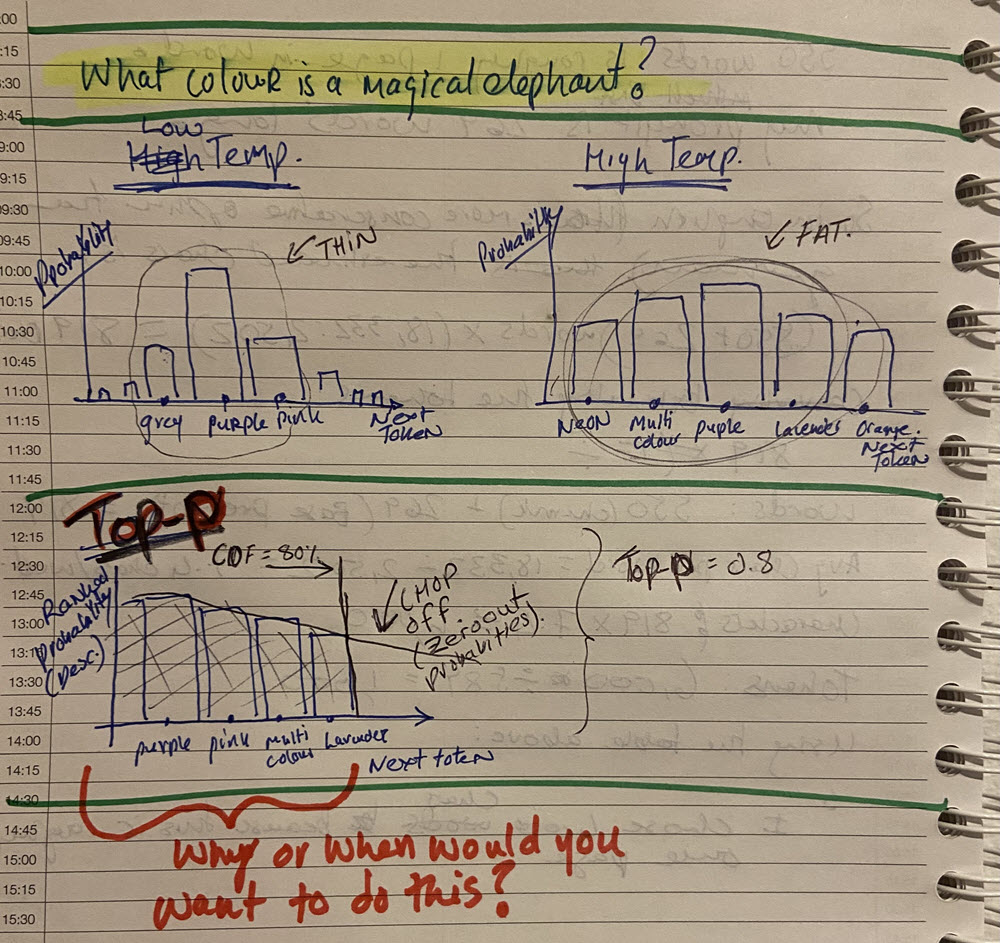 What colour is a magical elephant?
Low
High Temp.
High Temp.
Probability
← THIN
grey
purple
pink
Next
Token
Probability
← FAT.
NEON
Multi
colour
purple
lavender
Orange.
Next
Token
Top-p
CDF = 80%
Ranked
probability
(Desc.)
CHOP
off
(Zero out
probabilities).
Top-p = 0.8
purple
pink
multi
colour
Lavender
Next token
Why or when would you
want to do this?
:00
:15
:30
:45
9:00
9:15
09:30
09:45
10:00
10:15
10:30
10:45
11:00
11:15
11:30
11:45
12:00
12:15
12:30
12:45
13:00
13:15
13:30
13:45
14:00
14:15
14:30
14:45
15:00
15:15
15:30